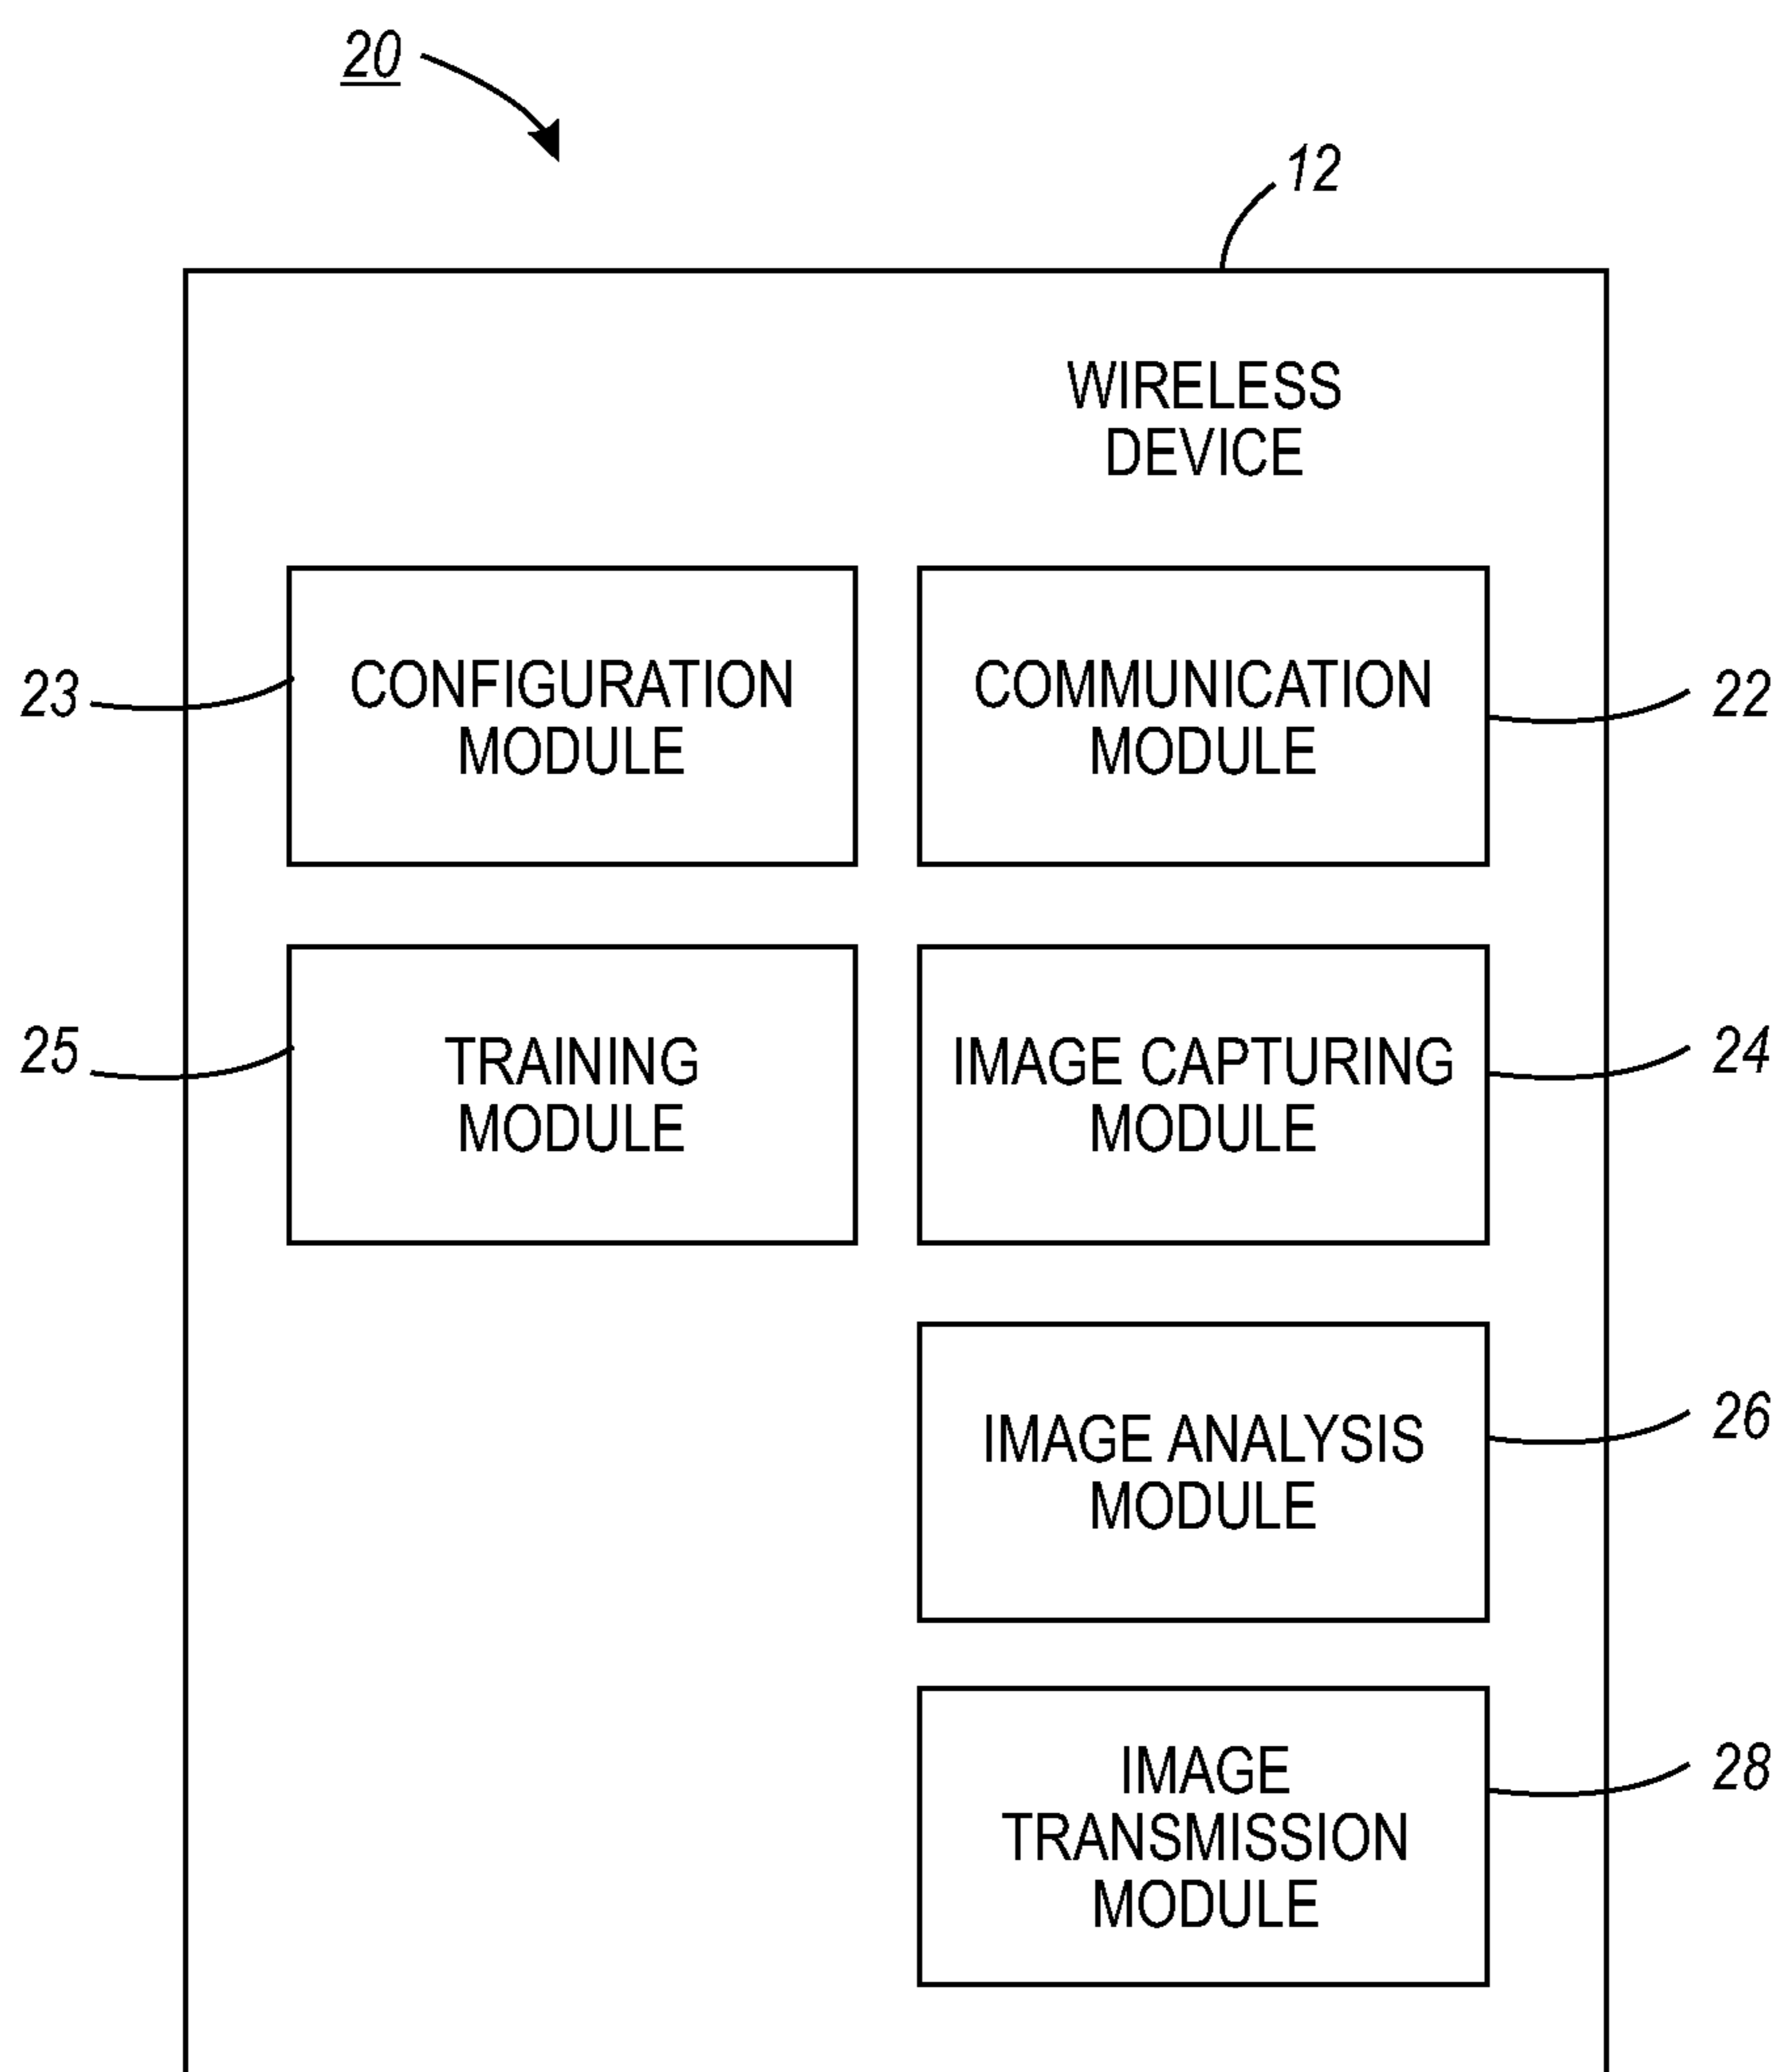 20
12
WIRELESS
DEVICE
23
CONFIGURATION
MODULE
COMMUNICATION
MODULE
22
25
TRAINING
MODULE
IMAGE CAPTURING
MODULE
24
IMAGE ANALYSIS
MODULE
26
IMAGE
TRANSMISSION
MODULE
28